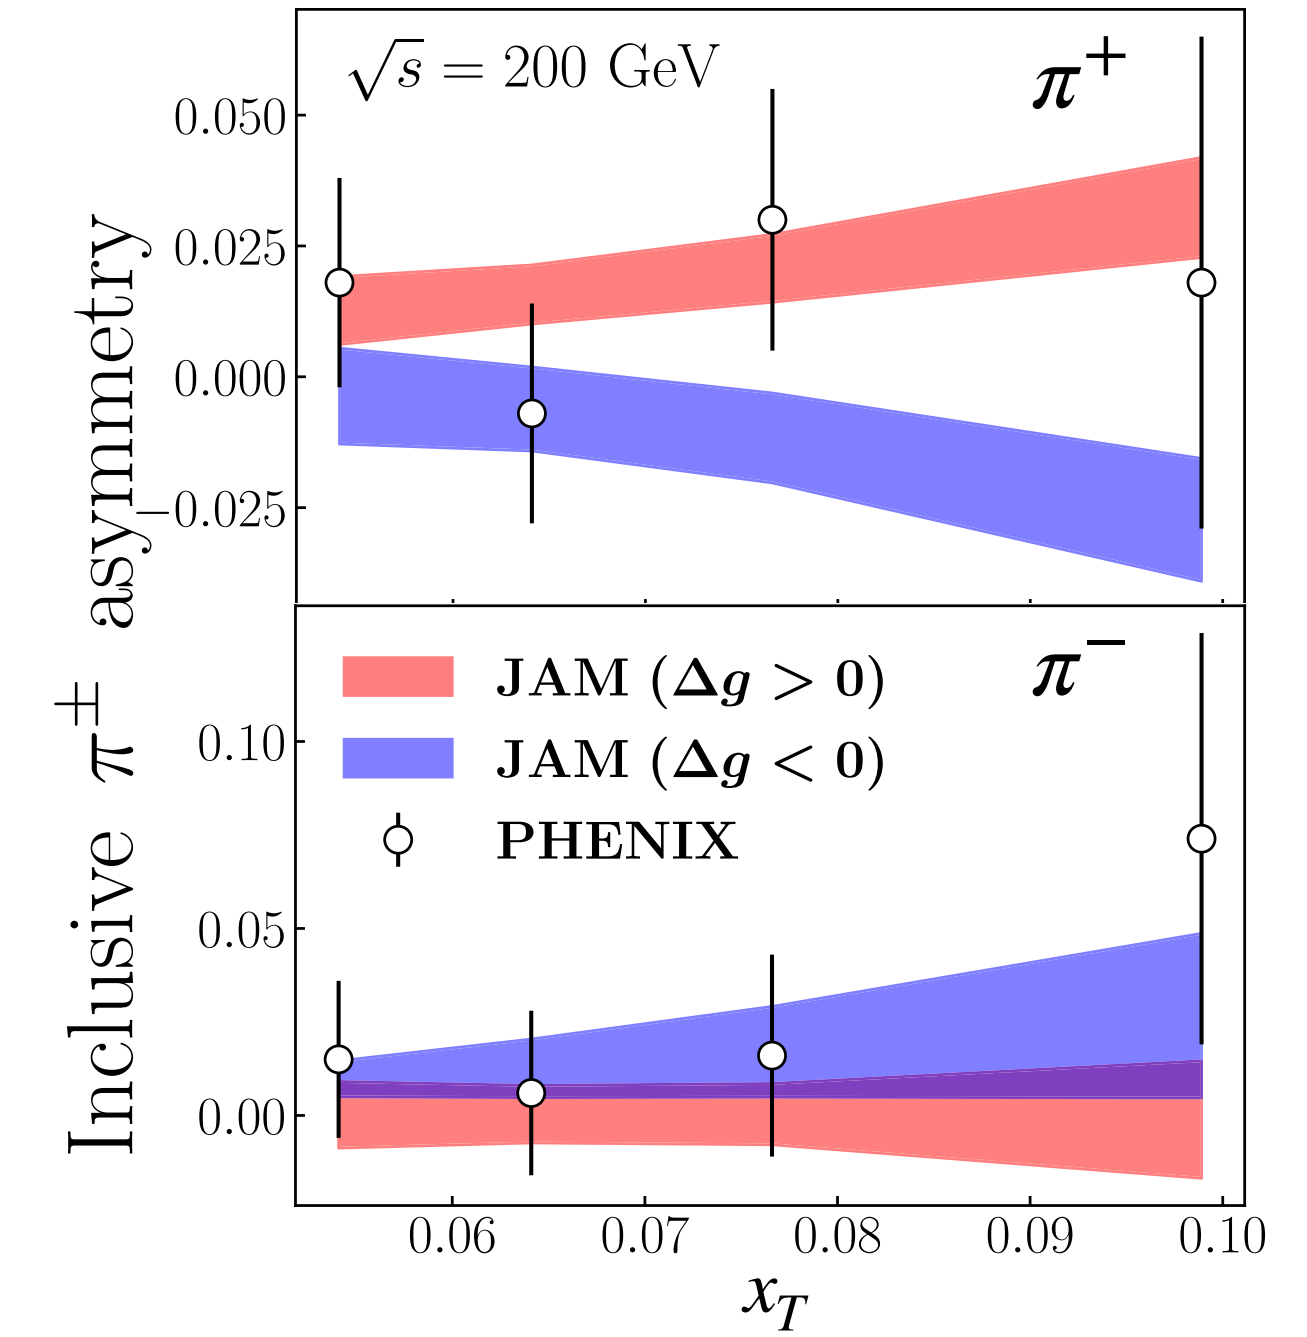 Inclusive π± asymmetry
√s = 200 GeV
π⁺
0.050
0.025
0.000
−0.025
JAM (Δg > 0)
π⁻
JAM (Δg < 0)
PHENIX
0.10
0.05
0.00
0.06 0.07 0.08 0.09 0.10
x_T